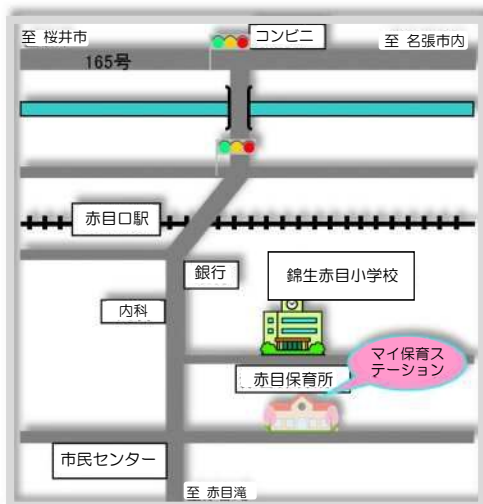 至 桜井市
コンビニ
至 名張市内
165号
赤目口駅
銀行
錦生赤目小学校
内科
マイ保育ス
テーション
赤目保育所
市民センター
至 赤目滝